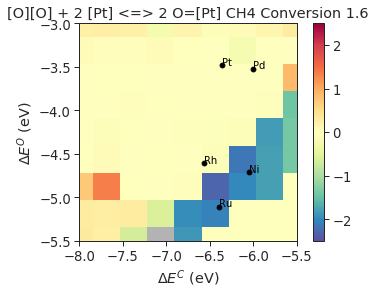 [O][O] + 2 [Pt] <=> 2 O=[Pt] CH4 Conversion 1.6
−3.0
−3.5
−4.0
−4.5
−5.0
−5.5
ΔE^O (eV)
Pt
Pd
Rh
Ni
Ru
−8.0 −7.5 −7.0 −6.5 −6.0 −5.5
ΔE^C (eV)
2
1
0
−1
−2